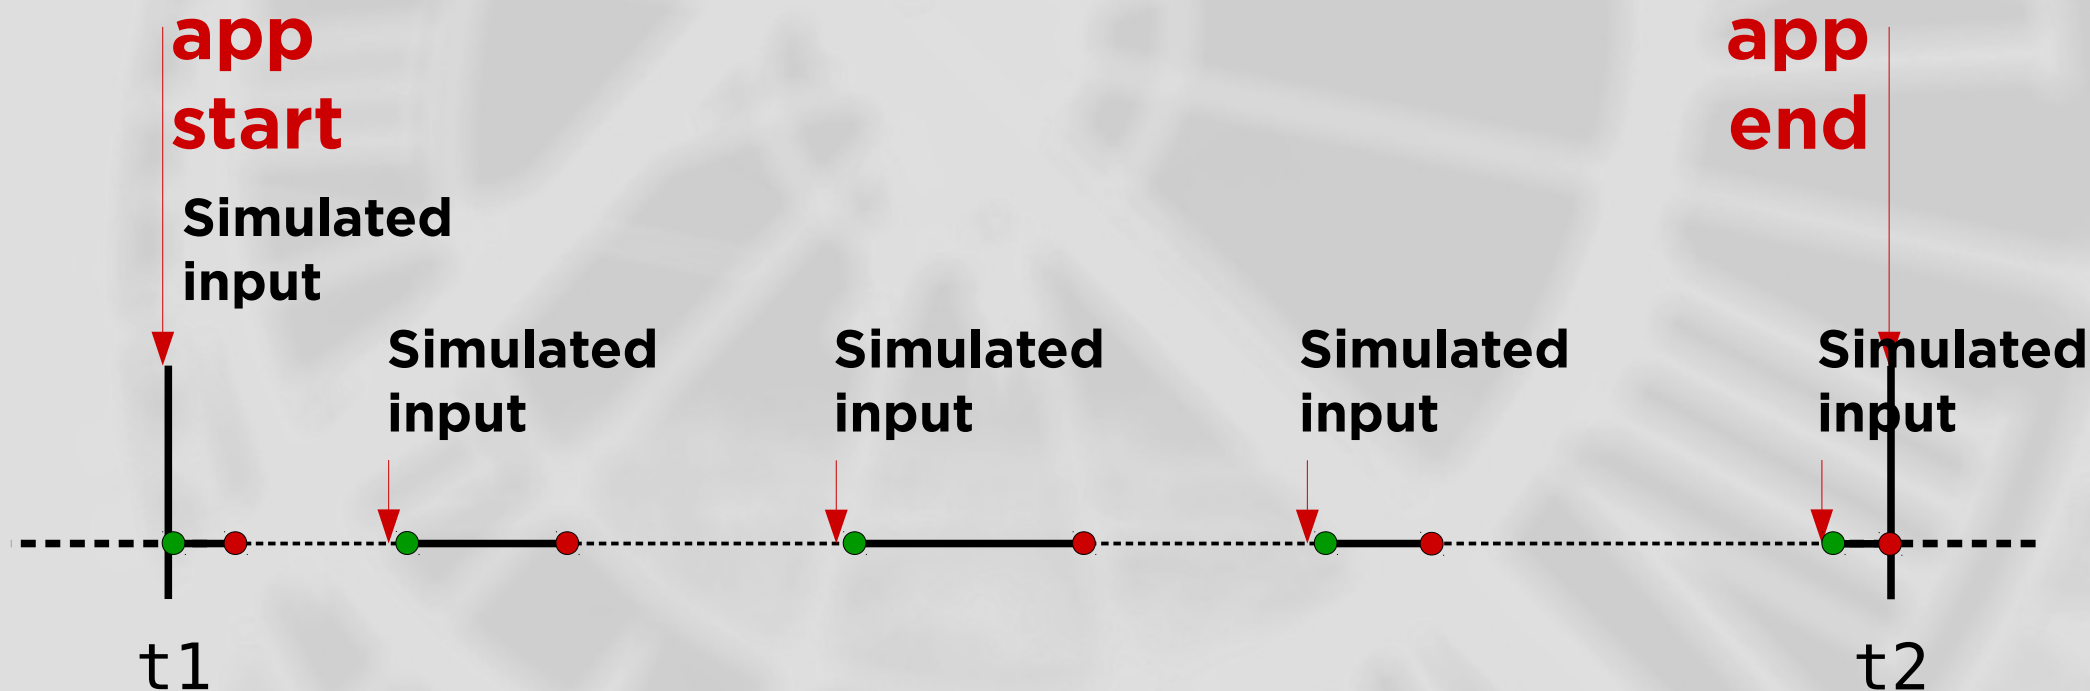 app
start
app
end
Simulated
input
Simulated
input
Simulated
input
Simulated
input
Simulated
input
t1
t2